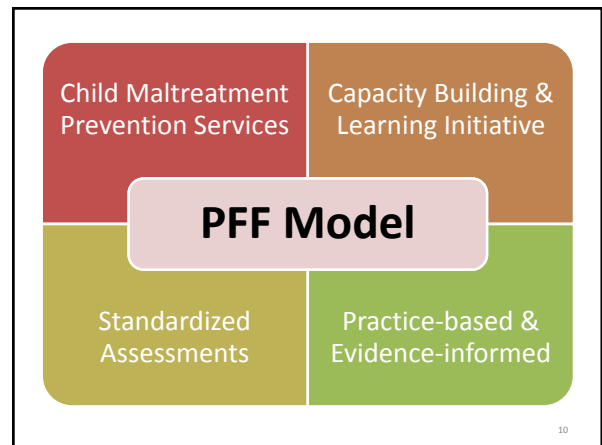 Child Maltreatment
Prevention Services
Capacity Building &
Learning Initiative
PFF Model
Standardized
Assessments
Practice-based &
Evidence-informed
10